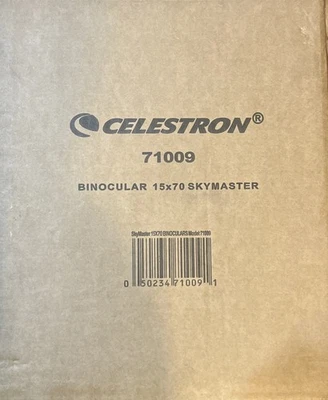 CELESTRON®
71009
BINOCULAR 15x70 SKYMASTER
SkyMaster 15X70 BINOCULARS Model 71009
0 50234 71009 1